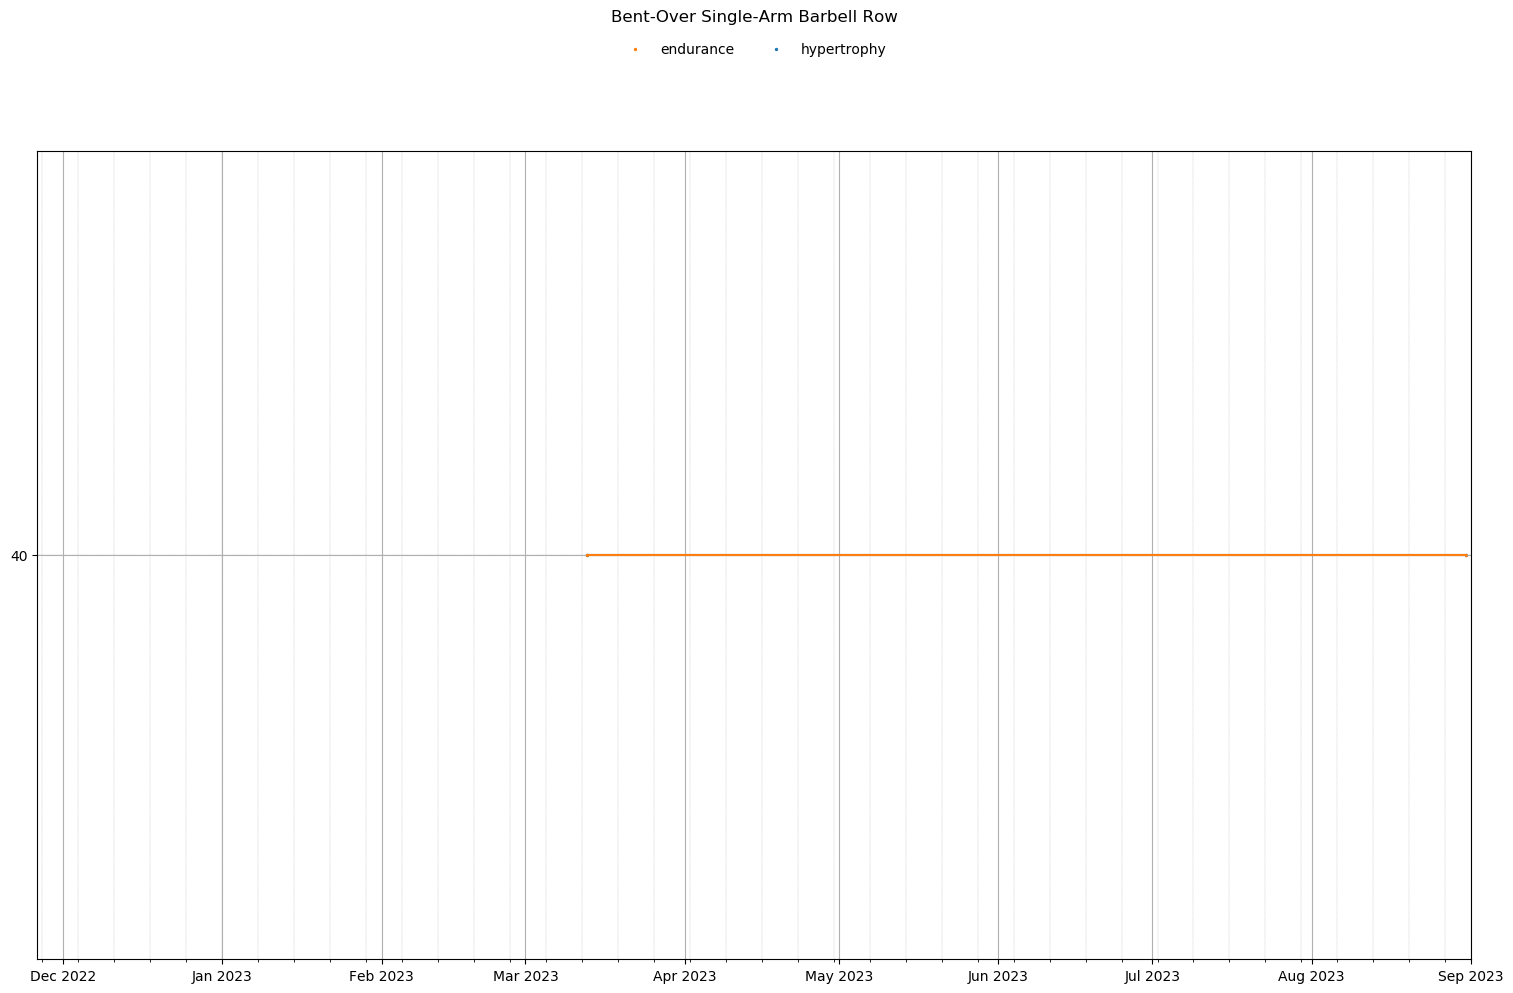 Bent-Over Single-Arm Barbell Row
endurance hypertrophy
40
Dec 2022 Jan 2023 Feb 2023 Mar 2023 Apr 2023 May 2023 Jun 2023 Jul 2023 Aug 2023 Sep 2023